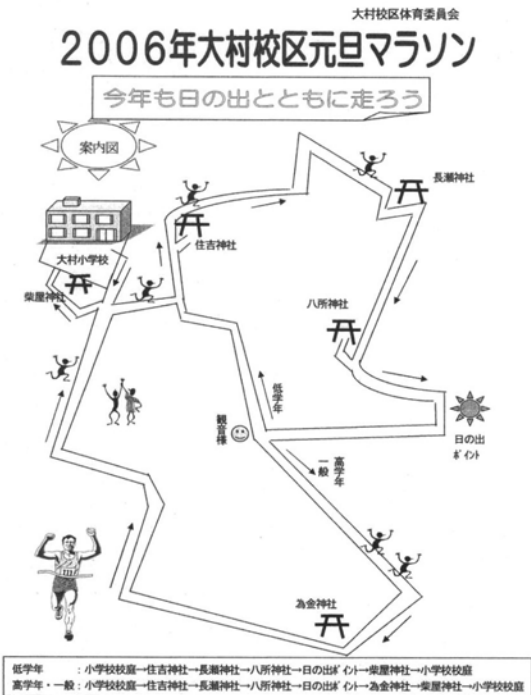 大村校区体育委員会
2006年大村校区元旦マラソン
今年も日の出とともに走ろう
案内図
長瀬神社
住吉神社
大村小学校
柴屋神社
八所神社
低学年
日の出
ポイント
観音様
高学年
一般
為金神社
低学年　　　：小学校校庭→住吉神社→長瀬神社→八所神社→日の出ポイント→柴屋神社→小学校校庭
高学年・一般：小学校校庭→住吉神社→長瀬神社→八所神社→日の出ポイント→為金神社→柴屋神社→小学校校庭